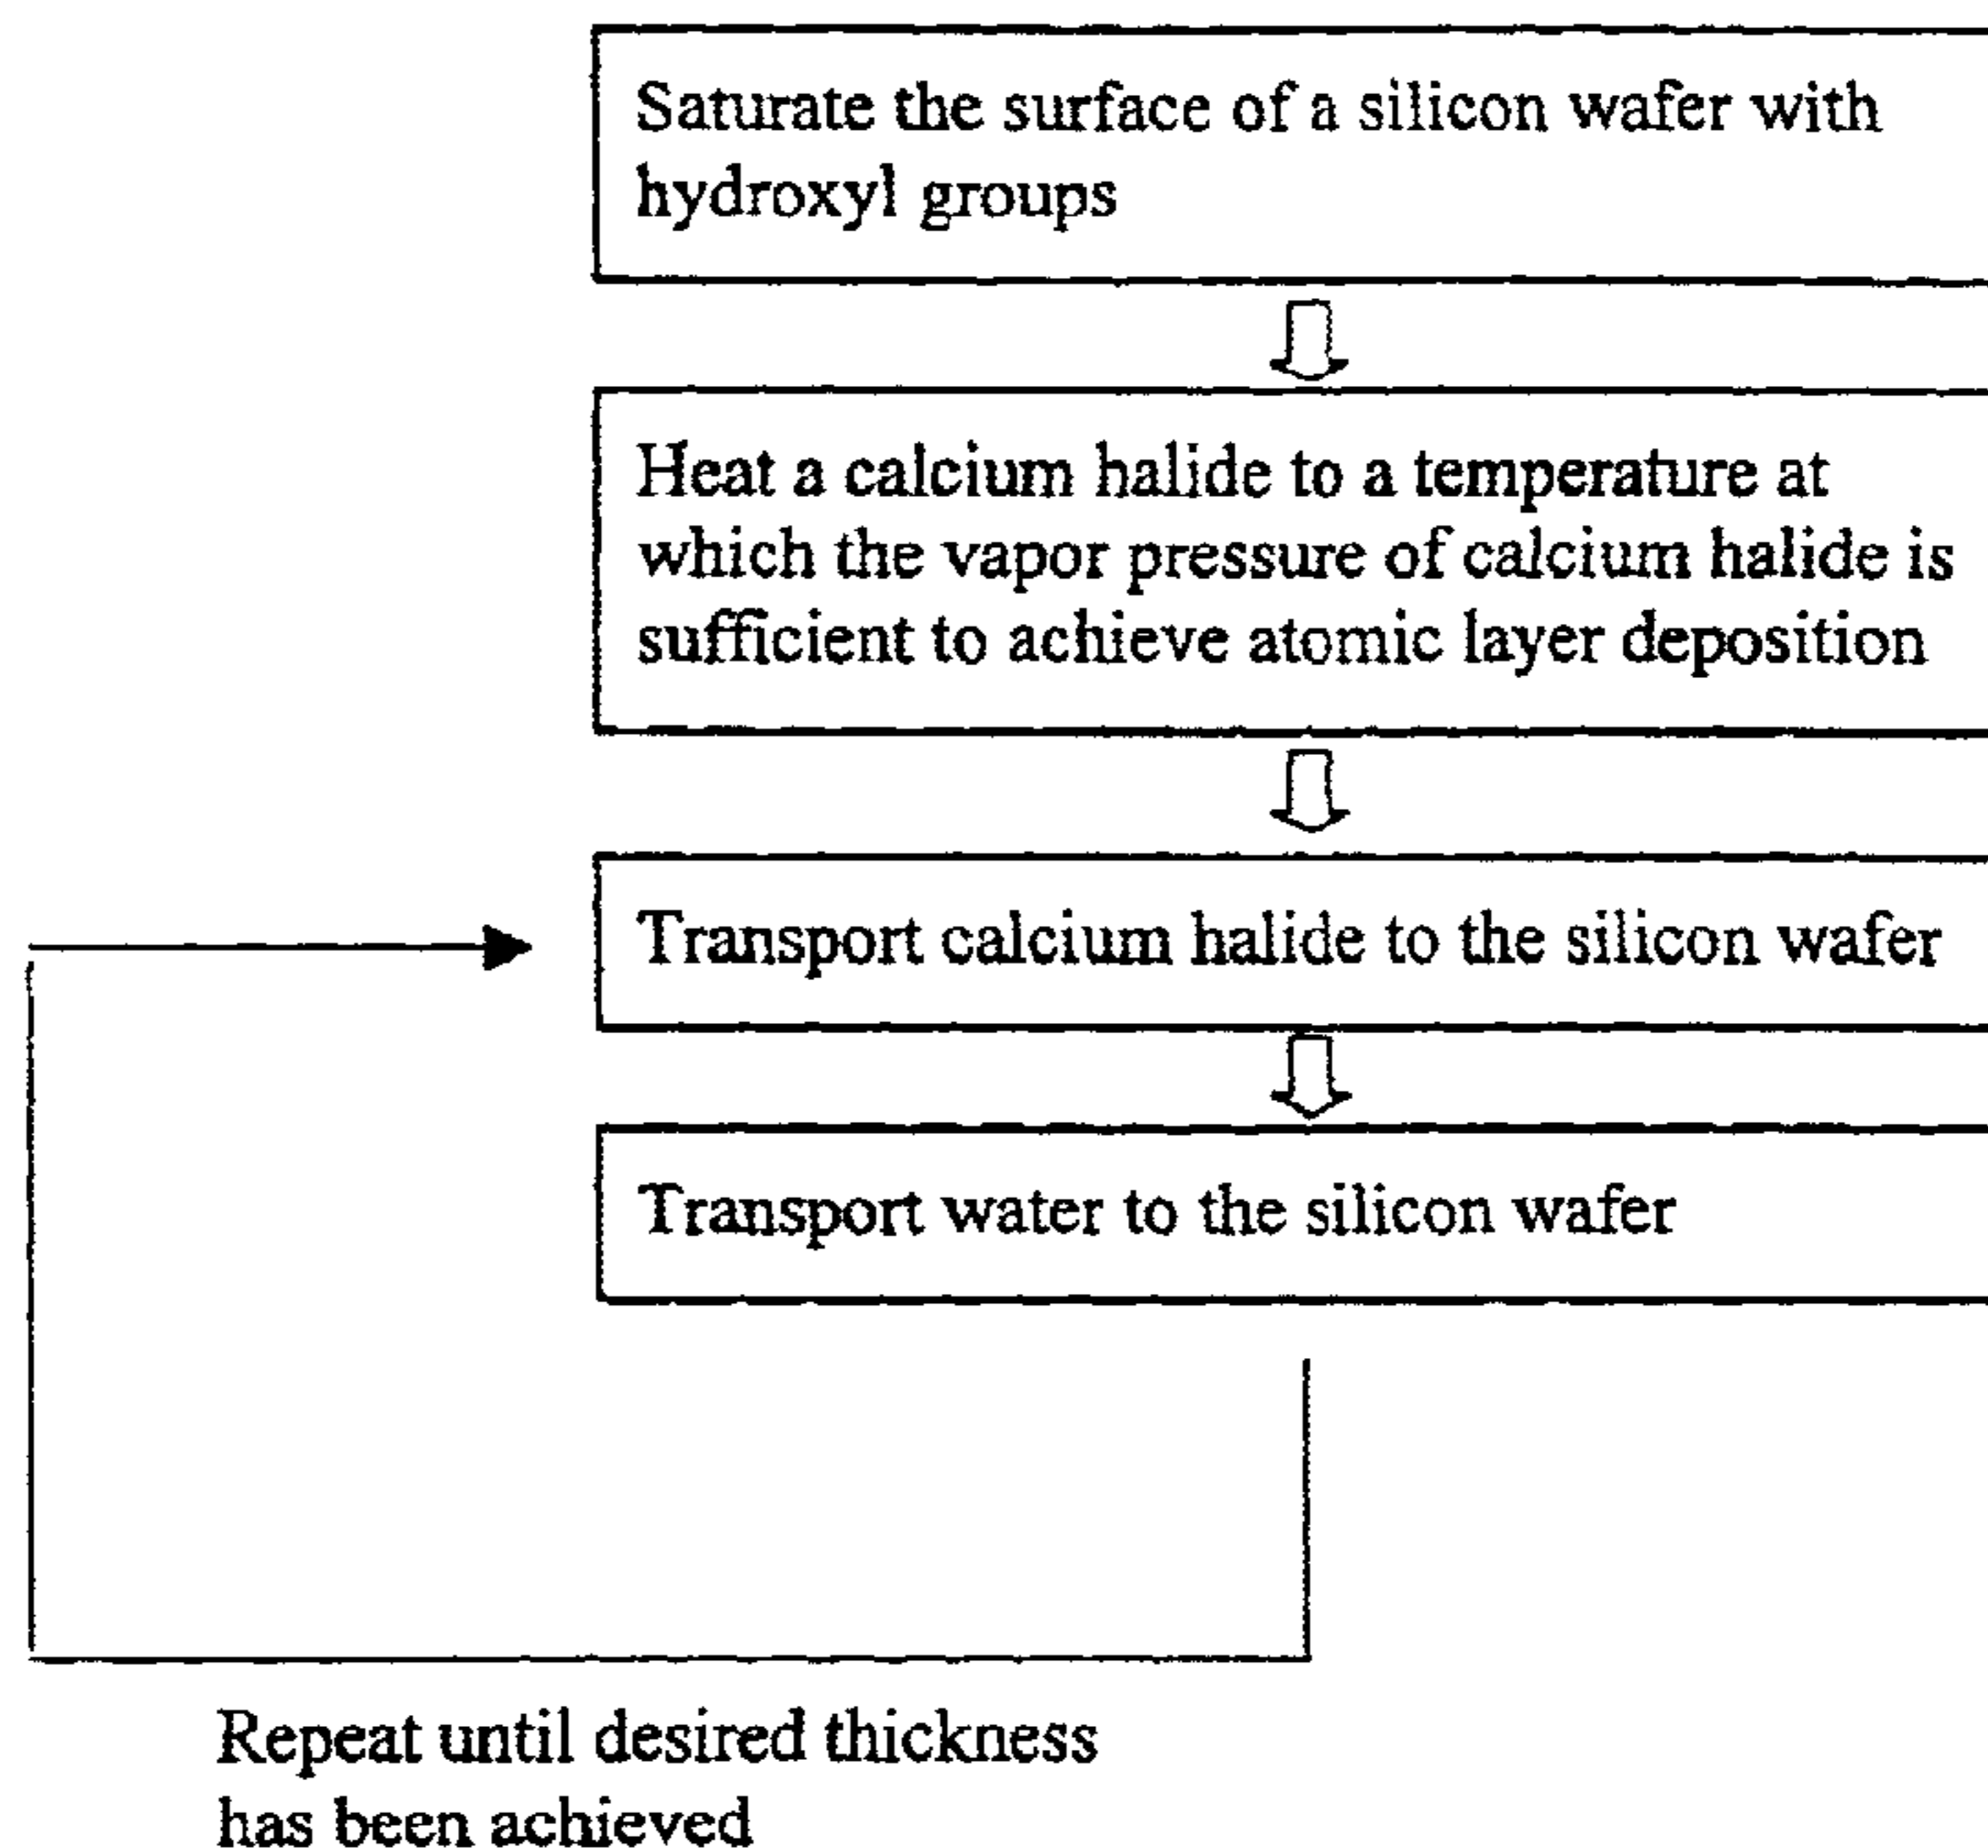 Saturate the surface of a silicon wafer with
hydroxyl groups
Heat a calcium halide to a temperature at
which the vapor pressure of calcium halide is
sufficient to achieve atomic layer deposition
Transport calcium halide to the silicon wafer
Transport water to the silicon wafer
Repeat until desired thickness
has been achieved